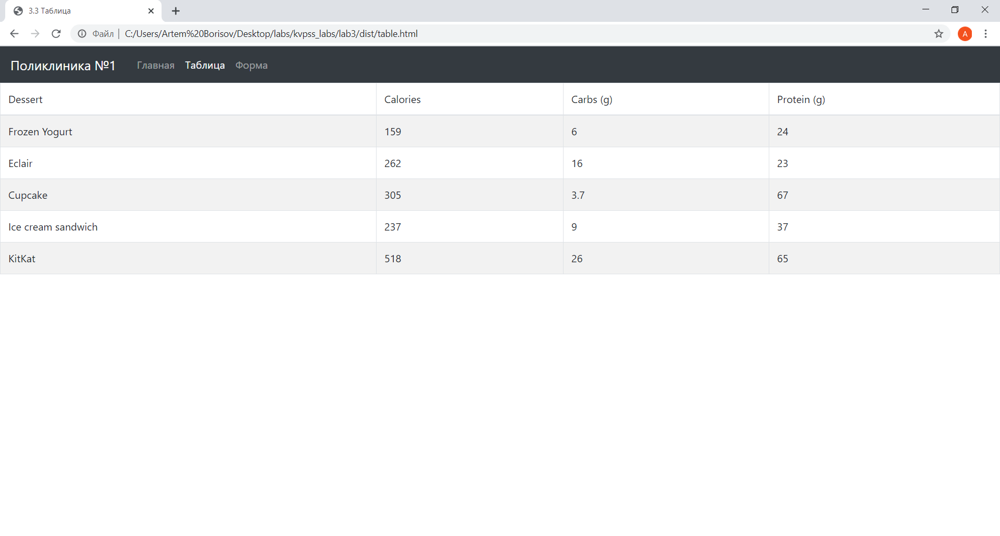 3.3 Таблица
Файл | C:/Users/Artem%20Borisov/Desktop/labs/kvpss_labs/lab3/dist/table.html A
Поликлиника №1 Главная Таблица Форма
Dessert Calories Carbs (g) Protein (g)
Frozen Yogurt 159 6 24
Eclair 262 16 23
Cupcake 305 3.7 67
Ice cream sandwich 237 9 37
KitKat 518 26 65